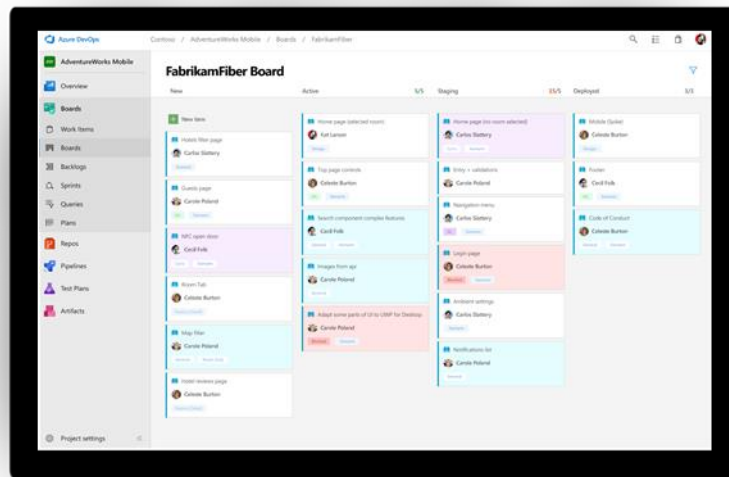 Azure DevOps
Contoso / AdventureWorks Mobile / Boards / FabrikamFiber
AdventureWorks Mobile
Overview
Boards
Work Items
Boards
Backlogs
Sprints
Queries
Plans
Repos
Pipelines
Test Plans
Artifacts
Project settings
FabrikamFiber Board
New
New item
Hotels filter page
Carlos Slattery
Guests page
Carole Poland
NFC open door
Cecil Folk
Room Tab
Celeste Burton
Map filter
Carole Poland
Hotel reviews page
Celeste Burton
Active 5/5
Home page (selected room)
Kat Larson
Top page controls
Celeste Burton
Search component complex features
Cecil Folk
Images from api
Carole Poland
Adapt some parts of UI to UWP for Desktop
Carole Poland
Blocked
Staging
Home page (no room selected)
Carlos Slattery
Entry + validations
Carole Poland
Navigation menu
Carlos Slattery
Login page
Celeste Burton
Blocked
Ambient settings
Carlos Slattery
Notifications list
Carole Poland
Deployed
Mobile (Spike)
Celeste Burton
Footer
Cecil Folk
Code of Conduct
Celeste Burton